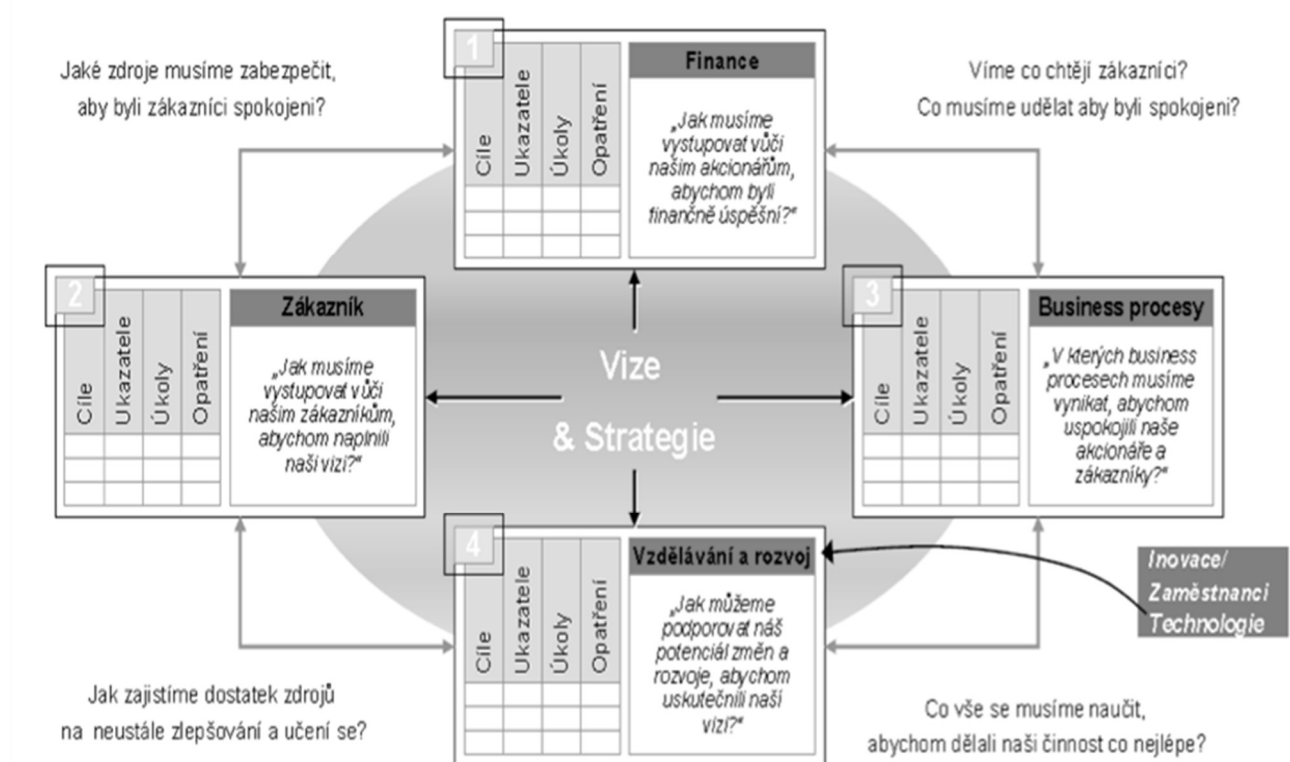 Jaké zdroje musíme zabezpečit,
aby byli zákazníci spokojeni?
1
Cíle
Ukazatele
Úkoly
Opatření
Finance
„Jak musíme
vystupovat vůči
našim akcionářům,
abychom byli
finančně úspěšní?“
Víme co chtějí zákazníci?
Co musíme udělat aby byli spokojeni?
2
Cíle
Ukazatele
Úkoly
Opatření
Zákazník
„Jak musíme
vystupovat vůči
našim zákazníkům,
abychom naplnili
naší vizi?“
Vize
& Strategie
3
Cíle
Ukazatele
Úkoly
Opatření
Business procesy
„V kterých business
procesech musíme
vynikat, abychom
uspokojili naše
akcionáře a
zákazníky?“
4
Cíle
Ukazatele
Úkoly
Opatření
Vzdělávání a rozvoj
„Jak můžeme
podporovat náš
potenciál změn a
rozvoje, abychom
uskutečnili naší
vizi?“
Inovace/
Zaměstnanci
Technologie
Jak zajistíme dostatek zdrojů
na neustále zlepšování a učení se?
Co vše se musíme naučit,
abychom dělali naši činnost co nejlépe?